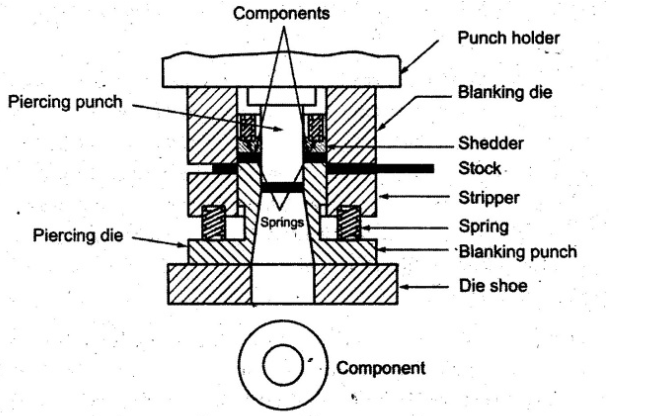 Components
Punch holder
Piercing punch
Blanking die
Shedder
Stock
Stripper
Springs
Spring
Piercing die
Blanking punch
Die shoe
Component